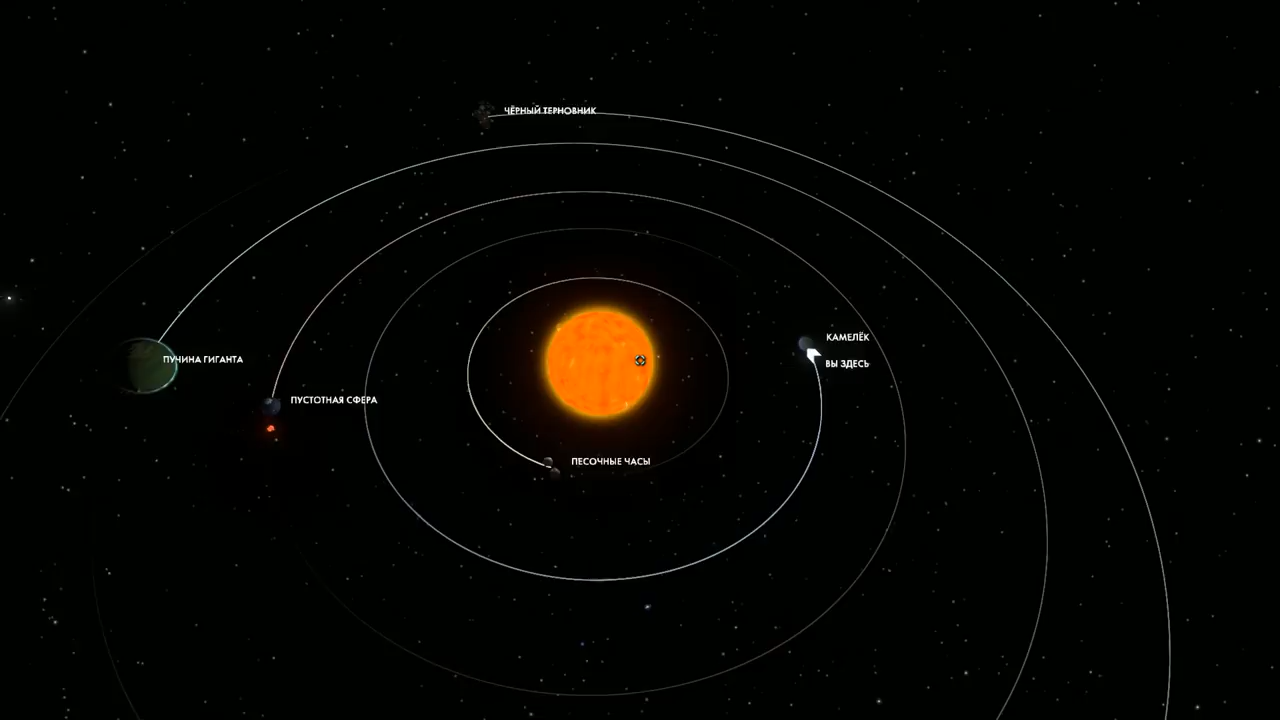 ЧЁРНЫЙ ТЕРНОВНИК
КАМЕЛЁК
ВЫ ЗДЕСЬ
ПУЧИНА ГИГАНТА
ПУСТОТНАЯ СФЕРА
ПЕСОЧНЫЕ ЧАСЫ